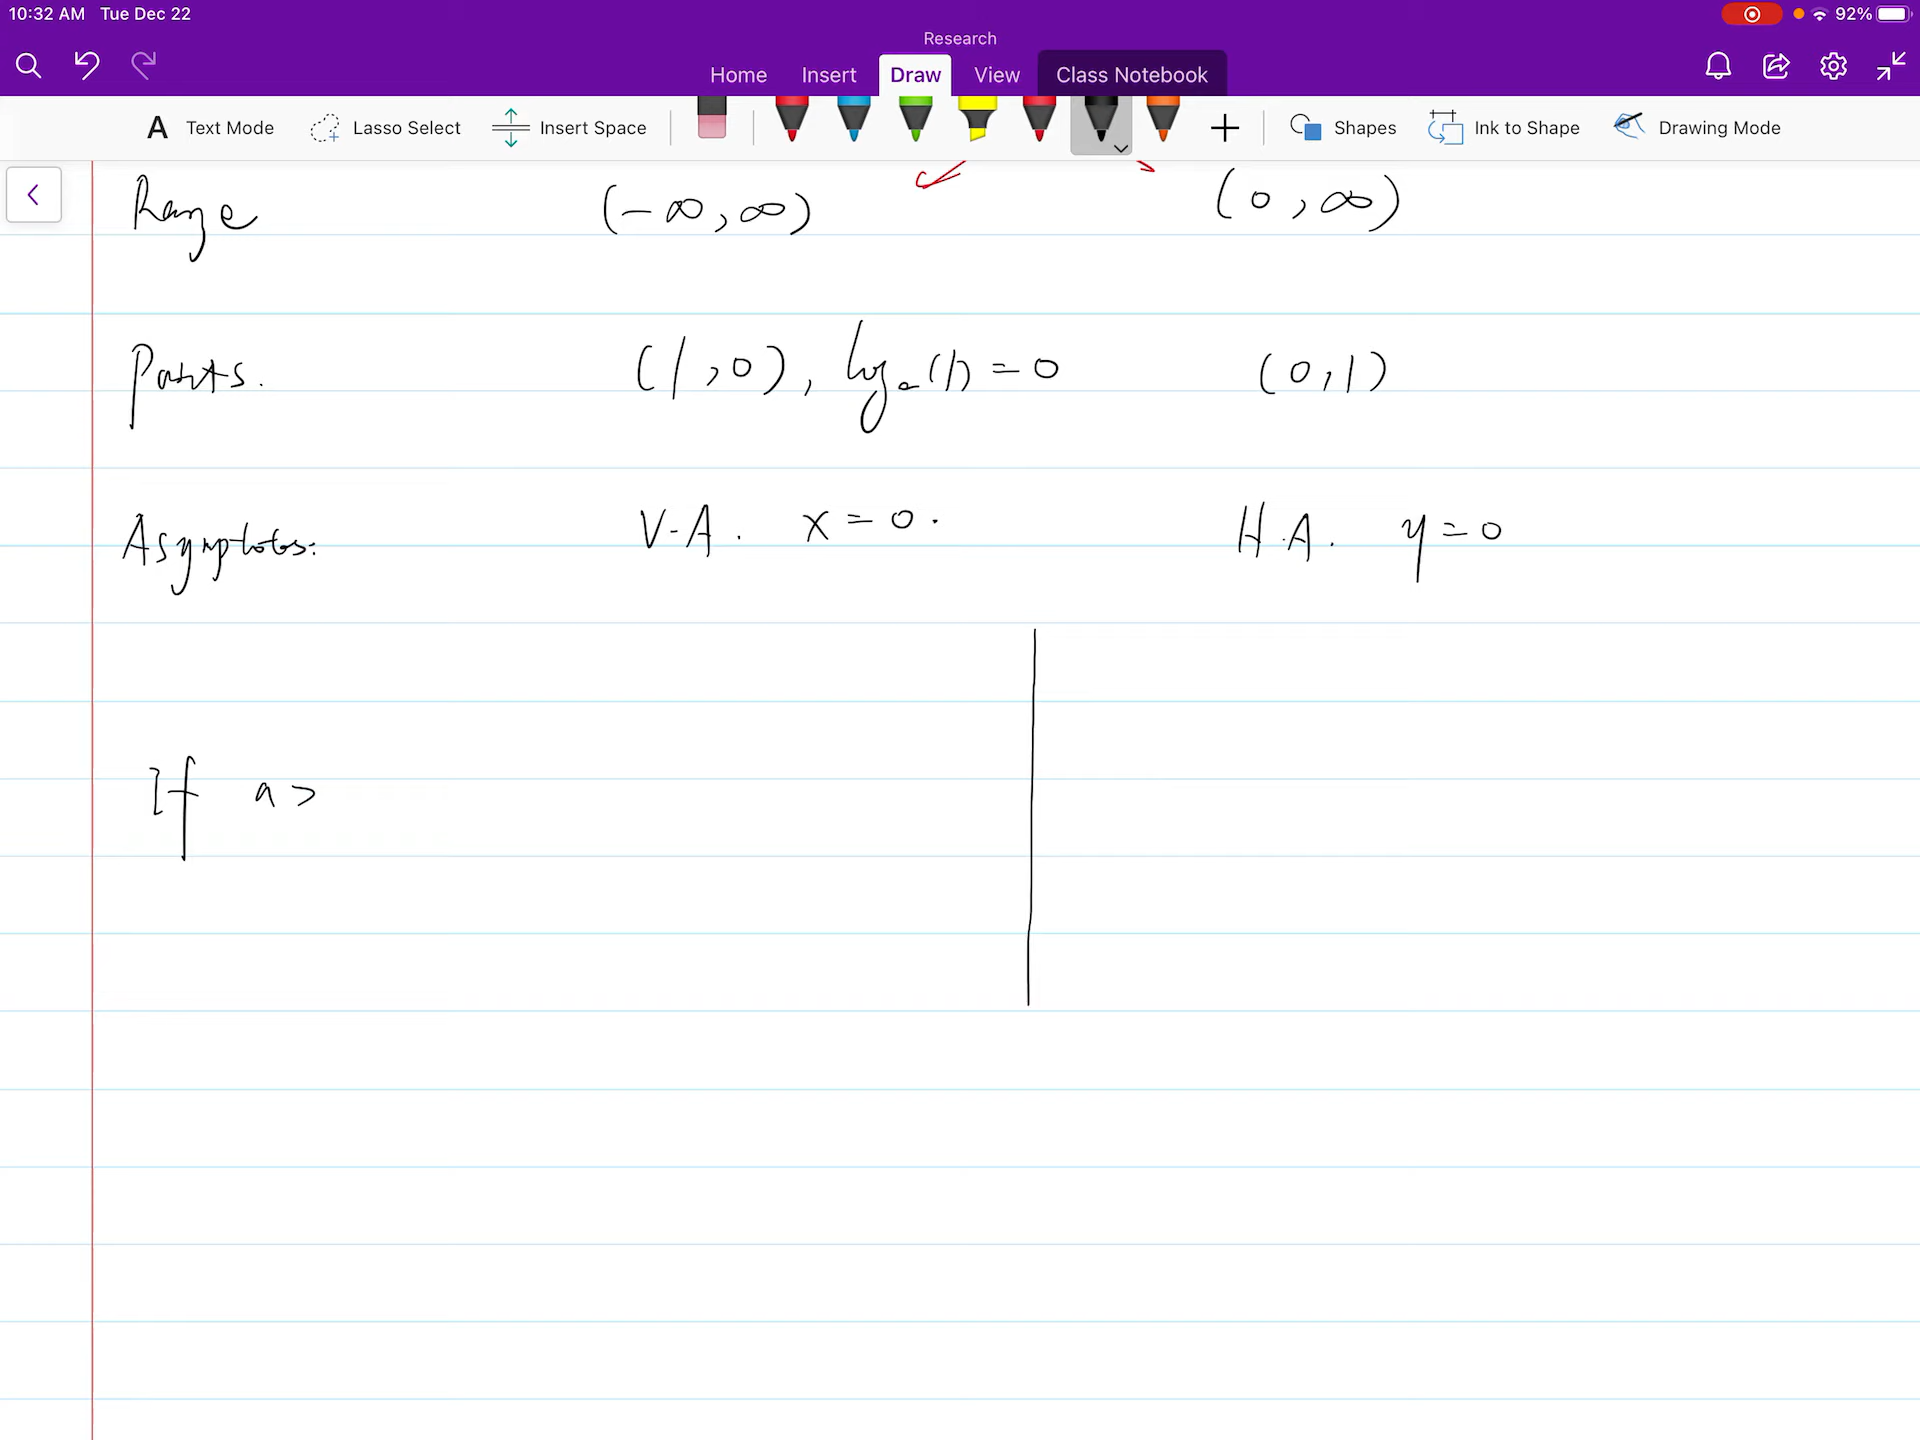 10:32 AM Tue Dec 22 92%
Research
Home Insert Draw View Class Notebook
A Text Mode Lasso Select Insert Space Shapes Ink to Shape Drawing Mode
Range (-∞,∞) (0,∞)
Points. (1,0), logₐ(1)=0 (0,1)
Asymptotes: V.A. x=0. H.A. y=0
If a>